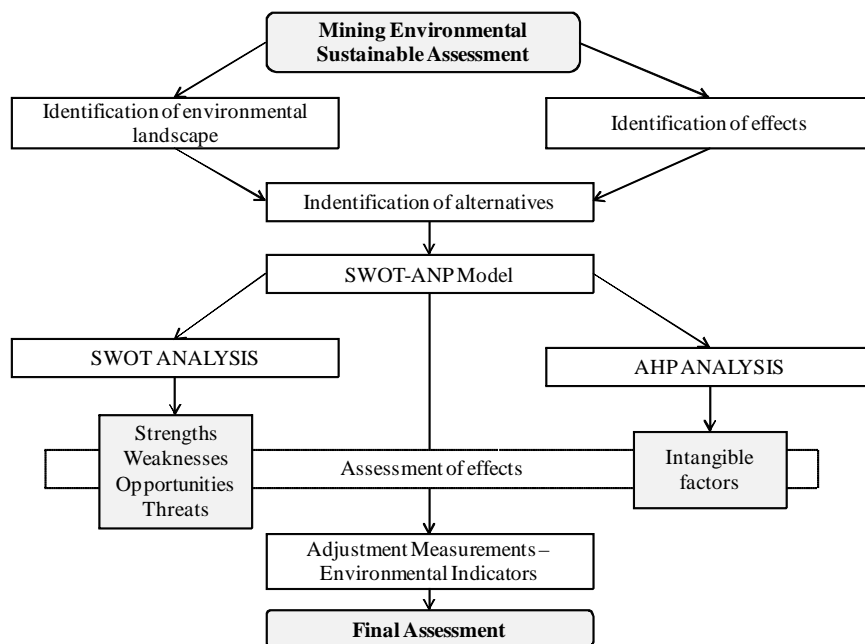 Mining Environmental
Sustainable Assessment
Identification of environmental
landscape
Identification of effects
Indentification of alternatives
SWOT-ANP Model
SWOT ANALYSIS
AHP ANALYSIS
Strengths
Weaknesses
Opportunities
Threats
Assessment of effects
Intangible
factors
Adjustment Measurements –
Environmental Indicators
Final Assessment